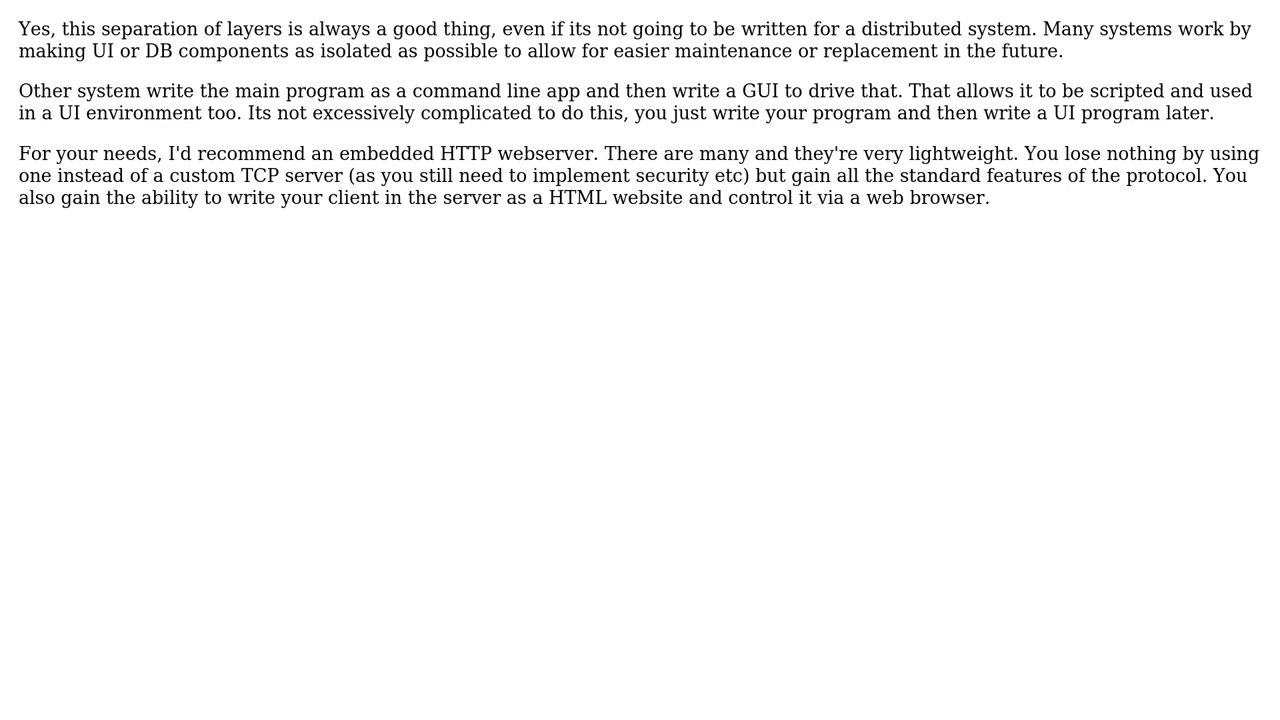 Yes, this separation of layers is always a good thing, even if its not going to be written for a distributed system. Many systems work by
making UI or DB components as isolated as possible to allow for easier maintenance or replacement in the future.
Other system write the main program as a command line app and then write a GUI to drive that. That allows it to be scripted and used
in a UI environment too. Its not excessively complicated to do this, you just write your program and then write a UI program later.
For your needs, I'd recommend an embedded HTTP webserver. There are many and they're very lightweight. You lose nothing by using
one instead of a custom TCP server (as you still need to implement security etc) but gain all the standard features of the protocol. You
also gain the ability to write your client in the server as a HTML website and control it via a web browser.